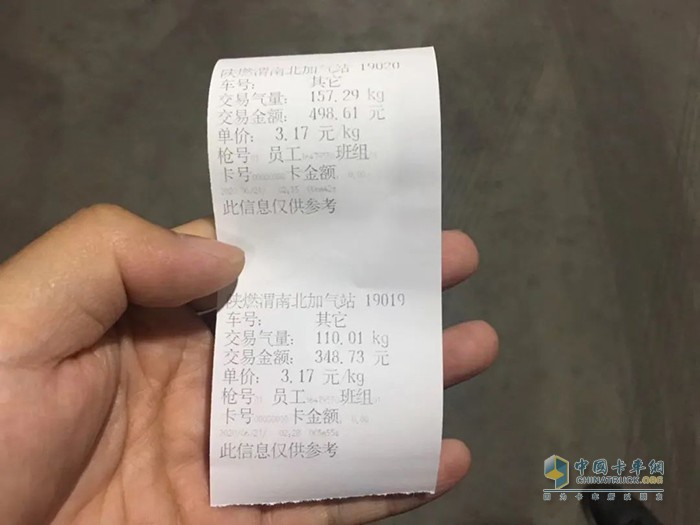 陕燃渭南北加气站 19020
车号： 其它
交易气量： 157.29 kg
交易金额： 498.61 元
单价： 3.17 元/kg
枪号 员工 班组
卡号 卡金额
此信息仅供参考
陕燃渭南北加气站 19019
车号： 其它
交易气量： 110.01 kg
交易金额： 348.73 元
单价： 3.17 元/kg
枪号 员工 班组
卡号 卡金额
此信息仅供参考
中国卡车网
CHINATRUCK.ORG